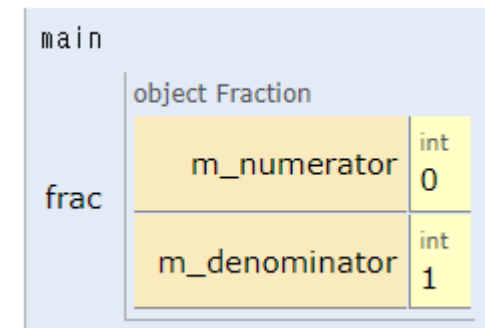 main
object Fraction
m_numerator
int
0
frac
m_denominator
int
1